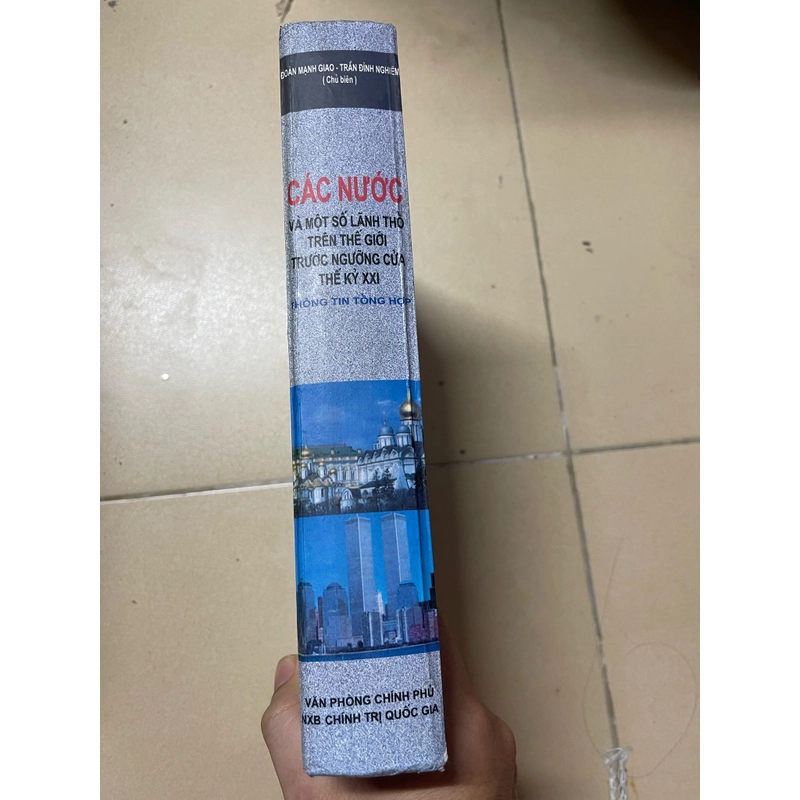 ĐOÀN MẠNH GIAO - TRẦN ĐÌNH NGHIÊM
( Chủ biên )
CÁC NƯỚC
VÀ MỘT SỐ LÃNH THỔ
TRÊN THẾ GIỚI
TRƯỚC NGƯỠNG CỬA
THẾ KỶ XXI
THÔNG TIN TỔNG HỢP
VĂN PHÒNG CHÍNH PHỦ
NXB CHÍNH TRỊ QUỐC GIA